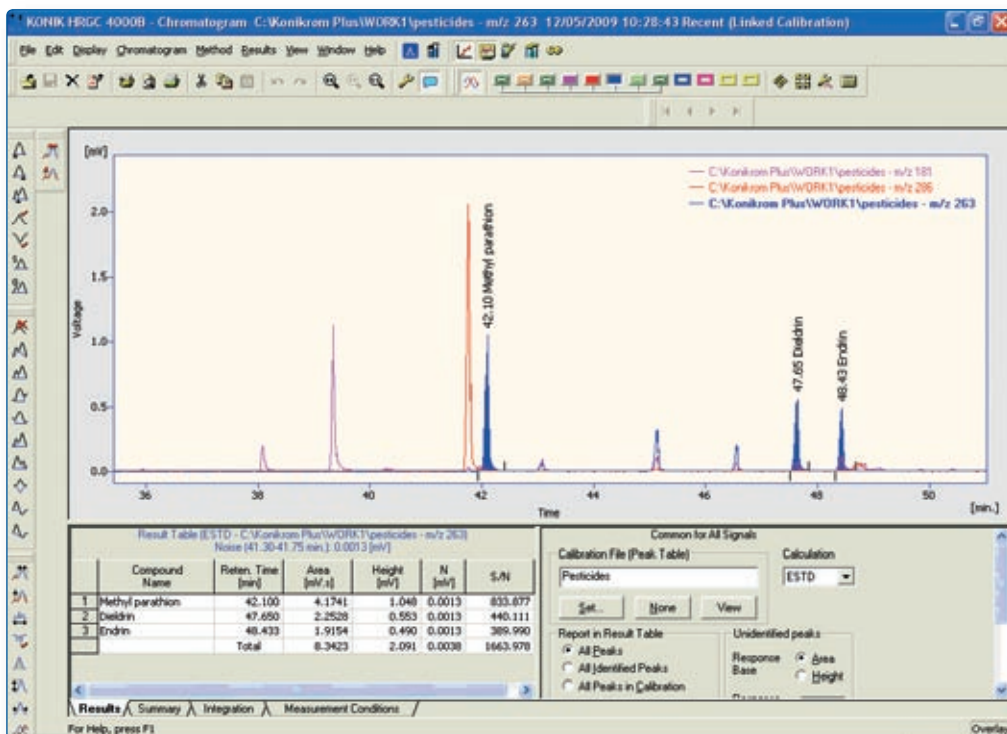 KONIK HRGC 4000B - Chromatogram C:\Konikrom Plus\WORK1\pesticides - m/z 263 12/05/2009 10:28:43 Recent (Linked Calibration)
File Edit Display Chromatogram Method Results View Window Help
[mV]
C:\Konikrom Plus\WORK1\pesticides - m/z 181
C:\Konikrom Plus\WORK1\pesticides - m/z 286
C:\Konikrom Plus\WORK1\pesticides - m/z 263
2.0
1.5
1.0
0.5
0.0
Voltage
42.10 Methyl parathion
47.65 Dieldrin
48.43 Endrin
36 38 40 42 44 46 48 50
Time
[min.]
Result Table (ESTD - C:\Konikrom Plus\WORK1\pesticides - m/z 263)
Noise (41.30-41.75 min.): 0.0013 [mV]
Compound Name Reten. Time [min] Area [mV.s] Height [mV] N [mV] S/N
1 Methyl parathion 42.100 4.1741 1.048 0.0013 833.877
2 Dieldrin 47.650 2.2528 0.553 0.0013 440.111
3 Endrin 48.433 1.9154 0.490 0.0013 389.990
Total 8.3423 2.091 0.0038 1663.978
Common for All Signals
Calibration File (Peak Table)
Calculation
Pesticides
ESTD
Set... None View
Report in Result Table
All Peaks
All Identified Peaks
All Peaks in Calibration
Unidentified peaks
Response Base
Area
Height
Results Summary Integration Measurement Conditions
For Help, press F1
Overlay